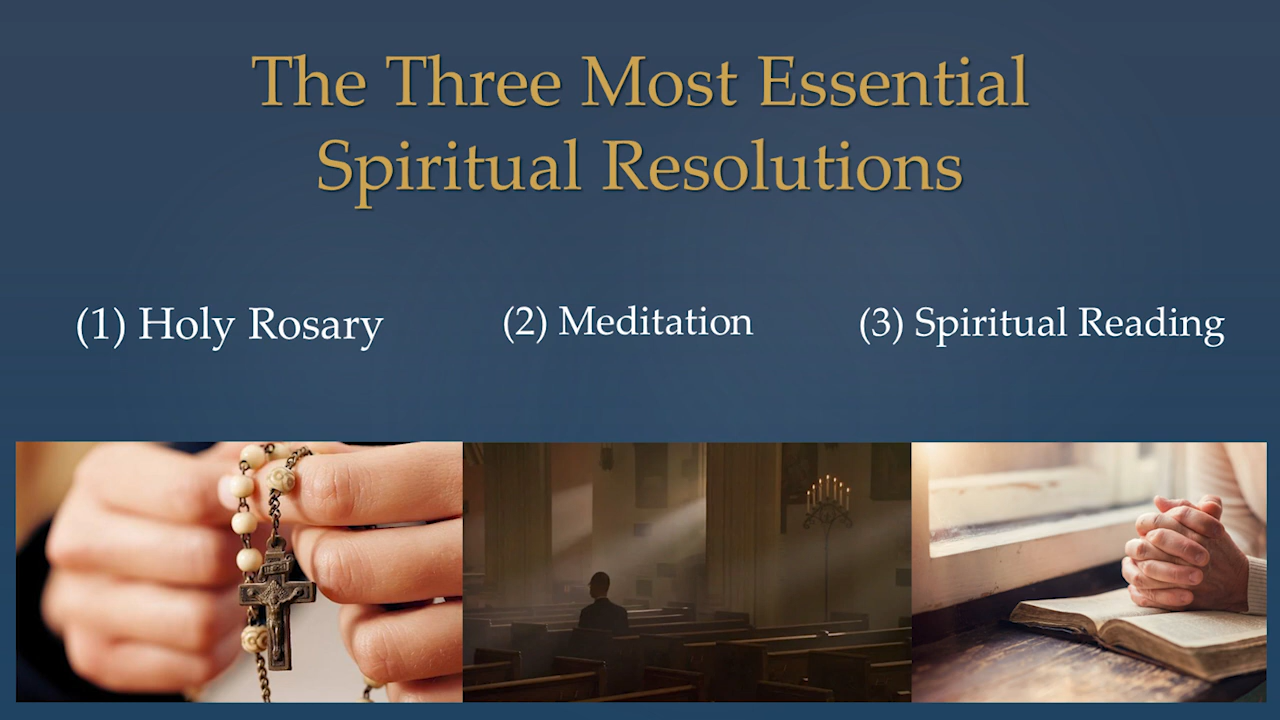 The Three Most Essential
Spiritual Resolutions
(1) Holy Rosary
(2) Meditation
(3) Spiritual Reading